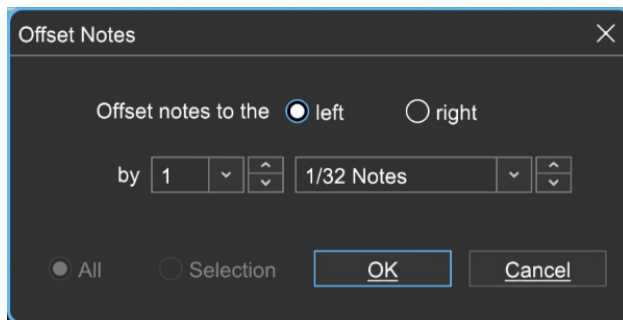 Offset Notes
Offset notes to the left right
by 1 1/32 Notes
All Selection OK Cancel